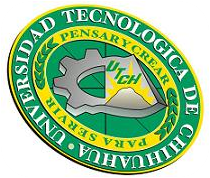 UNIVERSIDAD TECNOLOGICA DE CHIHUAHUA
PENSAR Y CREAR
PARA SERVIR
UTCH